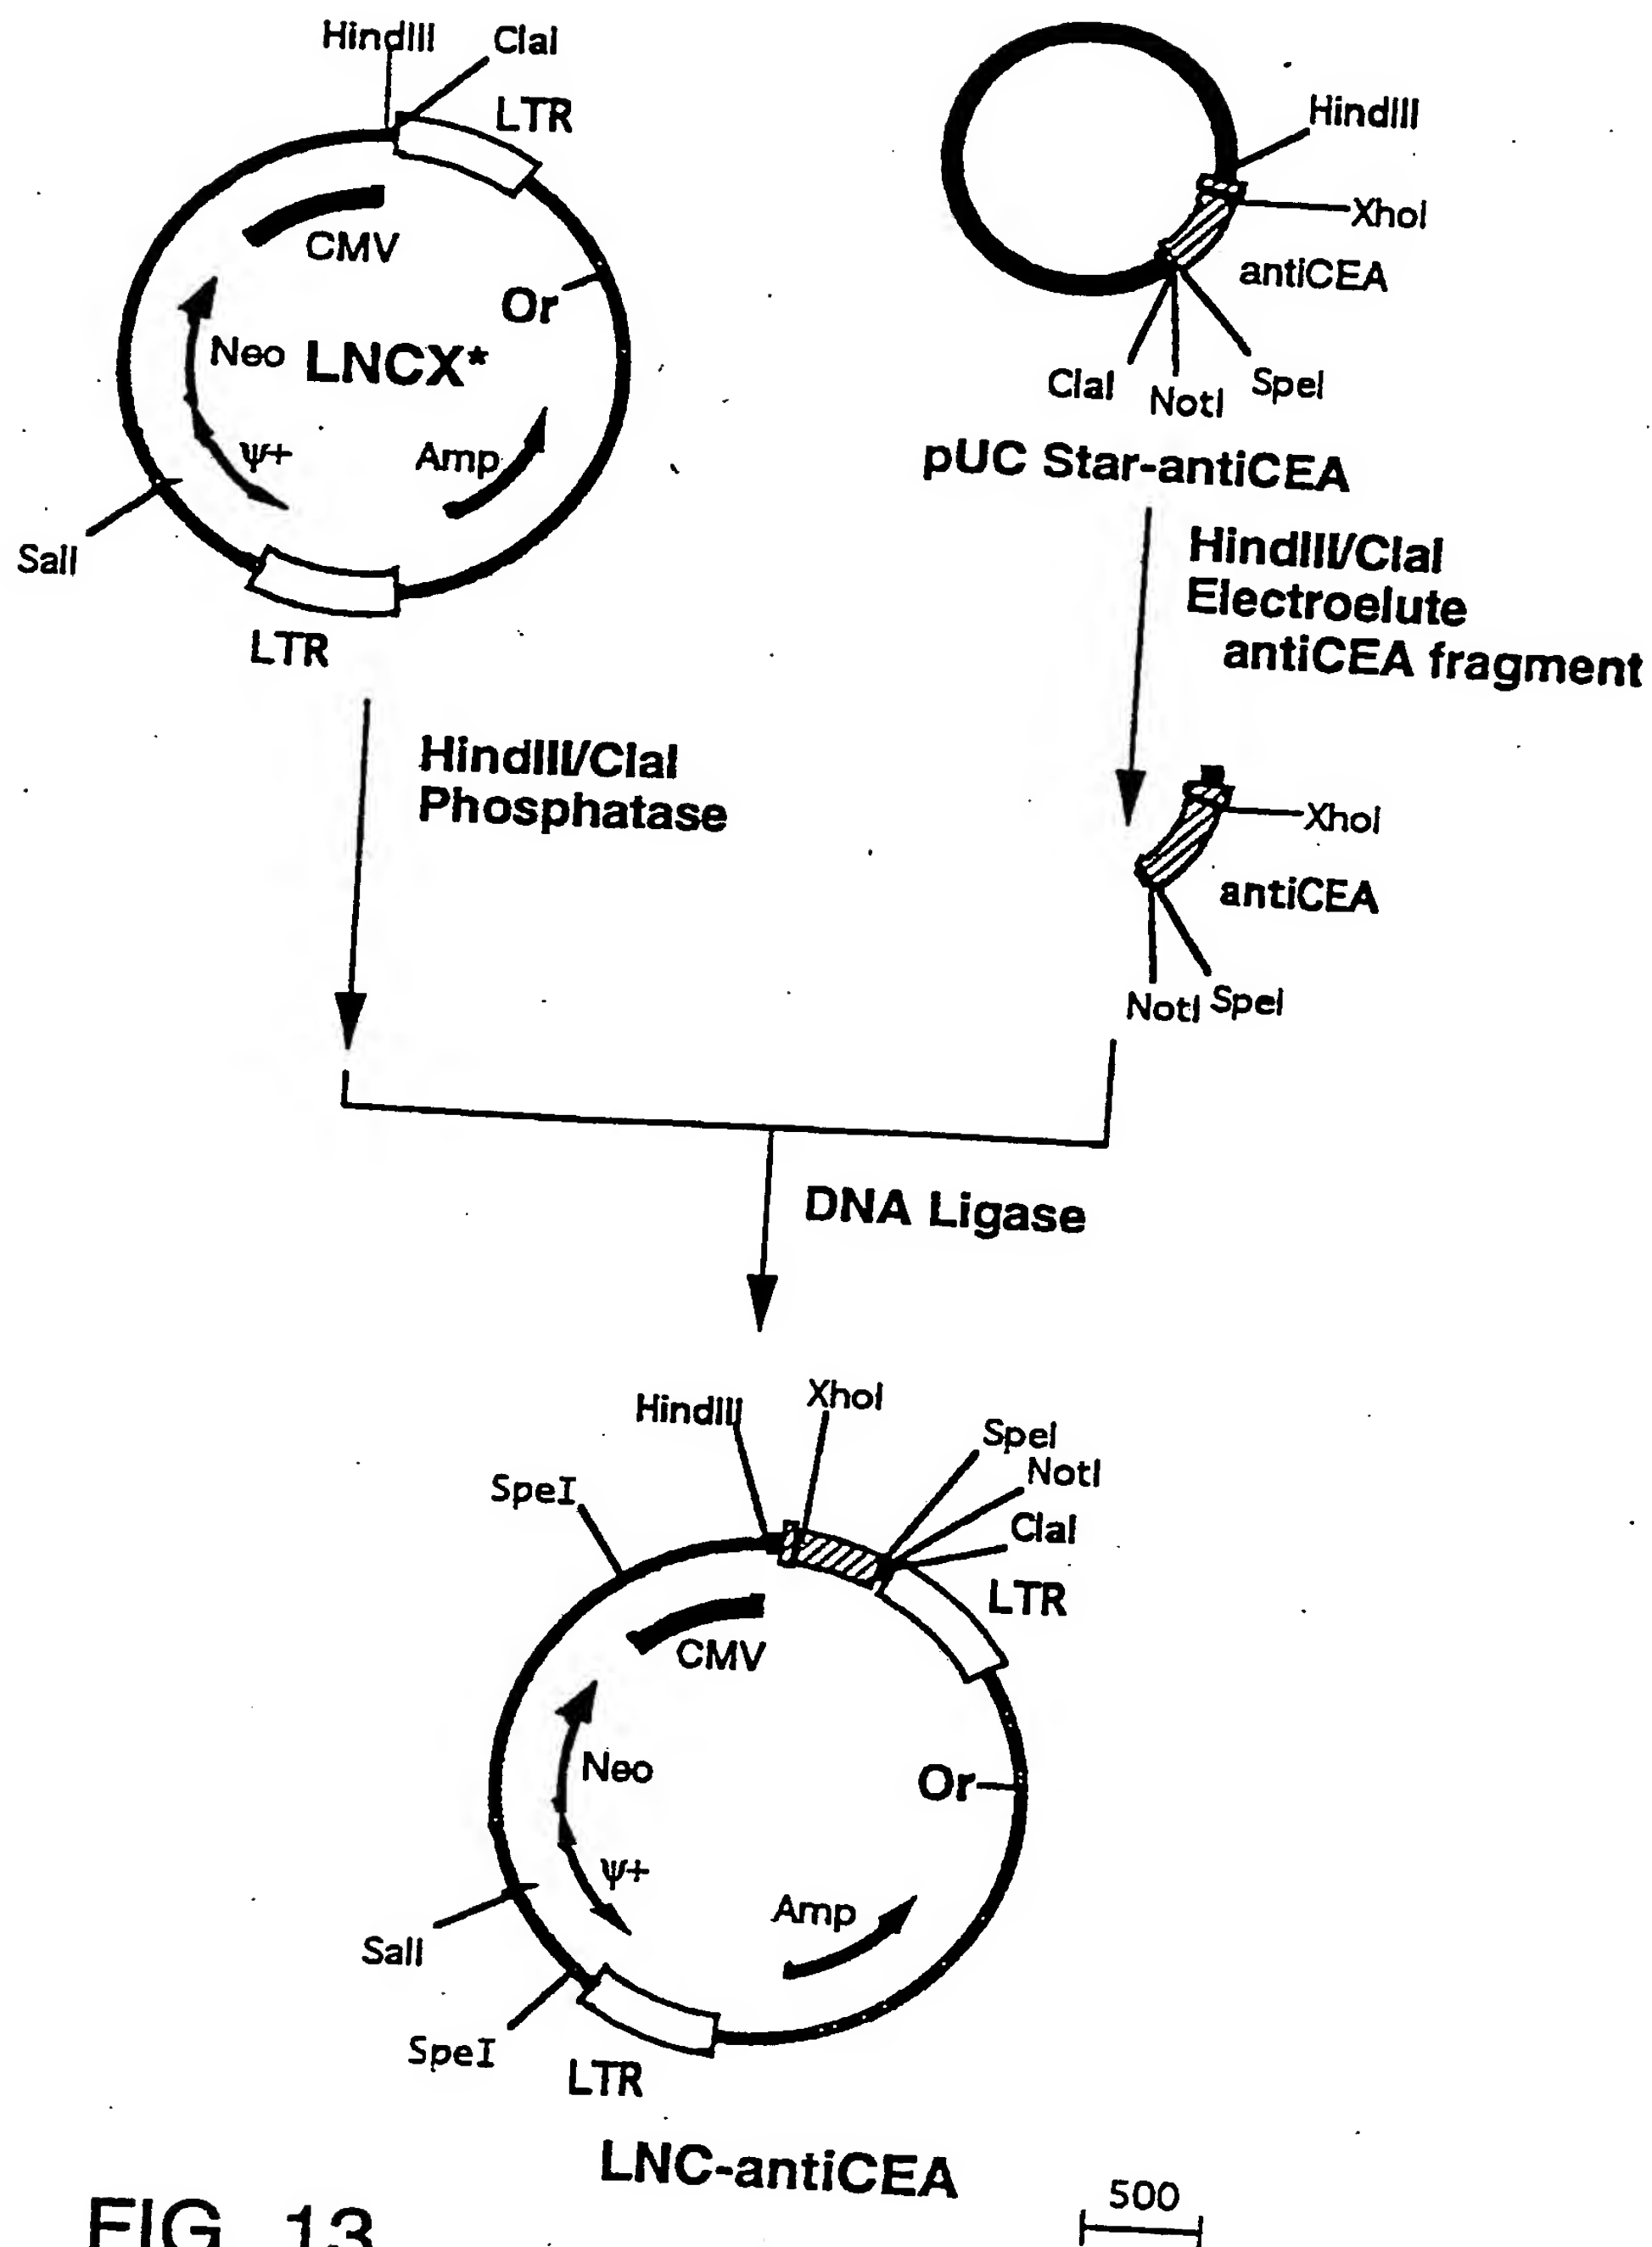 HindIII
ClaI
LTR
CMV
Or
Neo
LNCX*
ψ+
Amp
SalI
LTR
HindIII
XhoI
antiCEA
ClaI
NotI
SpeI
pUC Star-antiCEA
HindIII/ClaI
Electroelute
antiCEA fragment
HindIII/ClaI
Phosphatase
XhoI
antiCEA
NotI
SpeI
DNA Ligase
HindIII
XhoI
SpeI
NotI
ClaI
SpeI
LTR
CMV
Neo
Or
ψ+
Amp
SalI
SpeI
LTR
LNC-antiCEA
500
FIG. 13